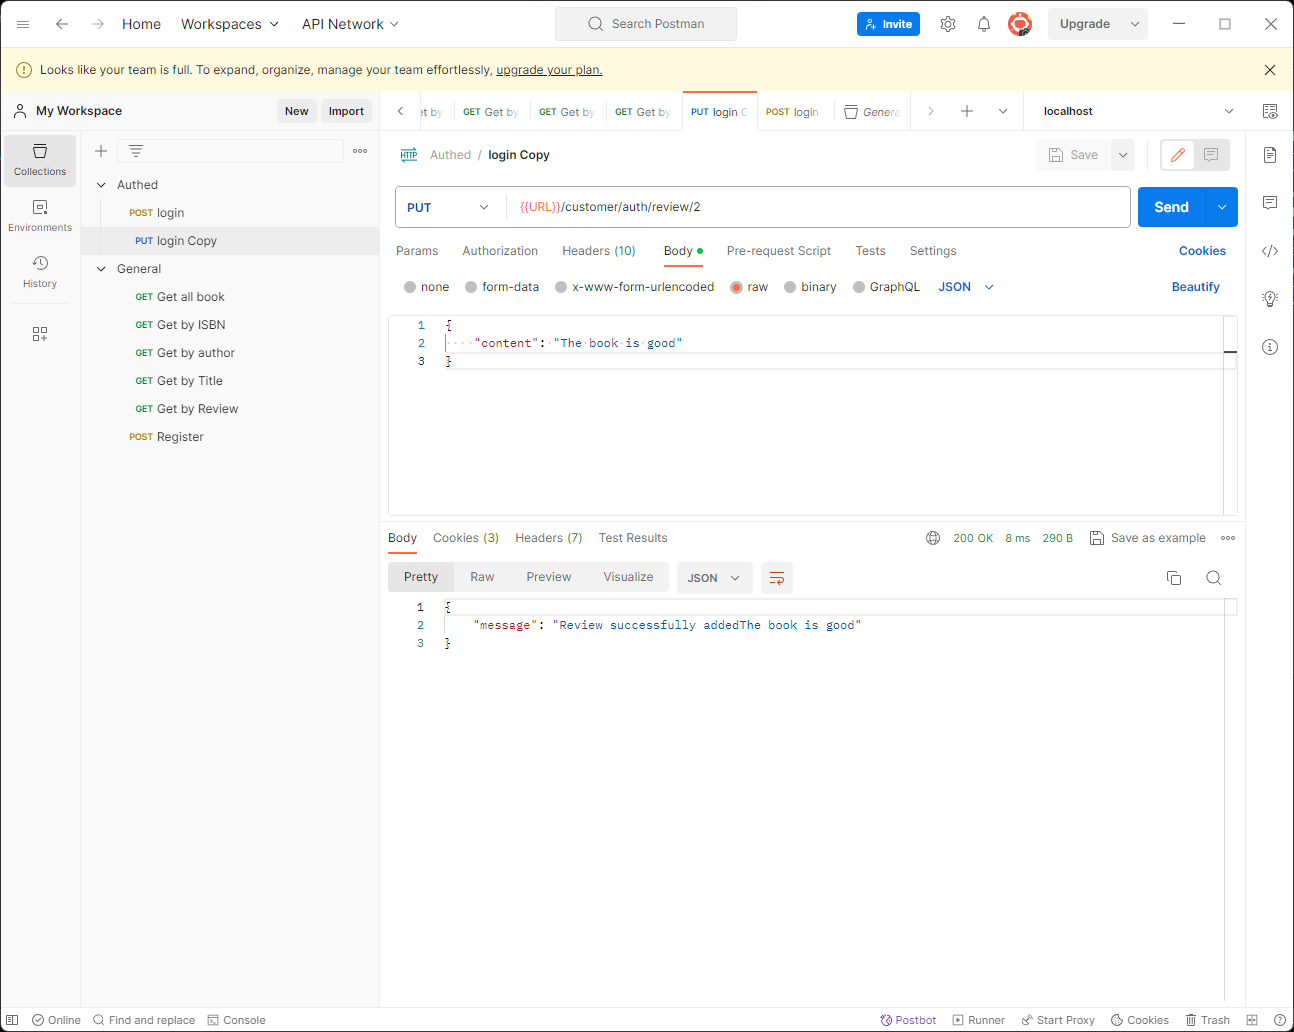 Home
Workspaces
API Network
Search Postman
Invite
Upgrade
Looks like your team is full. To expand, organize, manage your team effortlessly, upgrade your plan.
My Workspace
New
Import
et by
GET Get by
GET Get by
GET Get by
PUT login C
POST login
Genera
localhost
Collections
Environments
History
Authed
POST login
PUT login Copy
General
GET Get all book
GET Get by ISBN
GET Get by author
GET Get by Title
GET Get by Review
POST Register
HTTP
Authed / login Copy
Save
PUT
{{URL}}/customer/auth/review/2
Send
Params
Authorization
Headers (10)
Body
Pre-request Script
Tests
Settings
Cookies
none
form-data
x-www-form-urlencoded
raw
binary
GraphQL
JSON
Beautify
1 {
2 "content": "The book is good"
3 }
Body
Cookies (3)
Headers (7)
Test Results
200 OK
8 ms
290 B
Save as example
Pretty
Raw
Preview
Visualize
JSON
1 {
2 "message": "Review successfully addedThe book is good"
3 }
Online
Find and replace
Console
Postbot
Runner
Start Proxy
Cookies
Trash